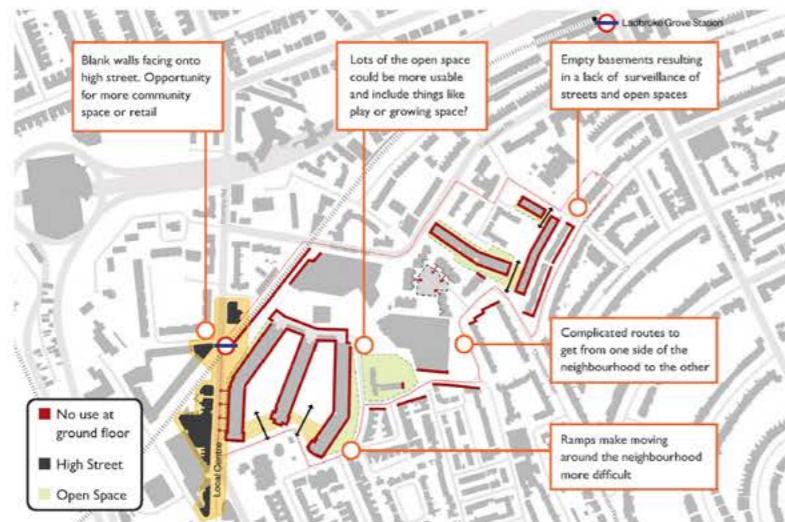 Ladbroke Grove Station
Blank walls facing onto
high street. Opportunity
for more community
space or retail
Lots of the open space
could be more usable
and include things like
play or growing space?
Empty basements resulting
in a lack of surveillance of
streets and open spaces
Complicated routes to
get from one side of the
neighbourhood to the other
Ramps make moving
around the neighbourhood
more difficult
No use at
ground floor
High Street
Open Space
Local Centre